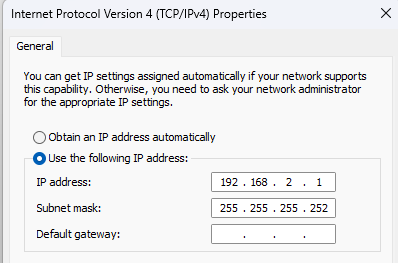 Internet Protocol Version 4 (TCP/IPv4) Properties
General
You can get IP settings assigned automatically if your network supports
this capability. Otherwise, you need to ask your network administrator
for the appropriate IP settings.
Obtain an IP address automatically
Use the following IP address:
IP address: 192 . 168 . 2 . 1
Subnet mask: 255 . 255 . 255 . 252
Default gateway: . . .